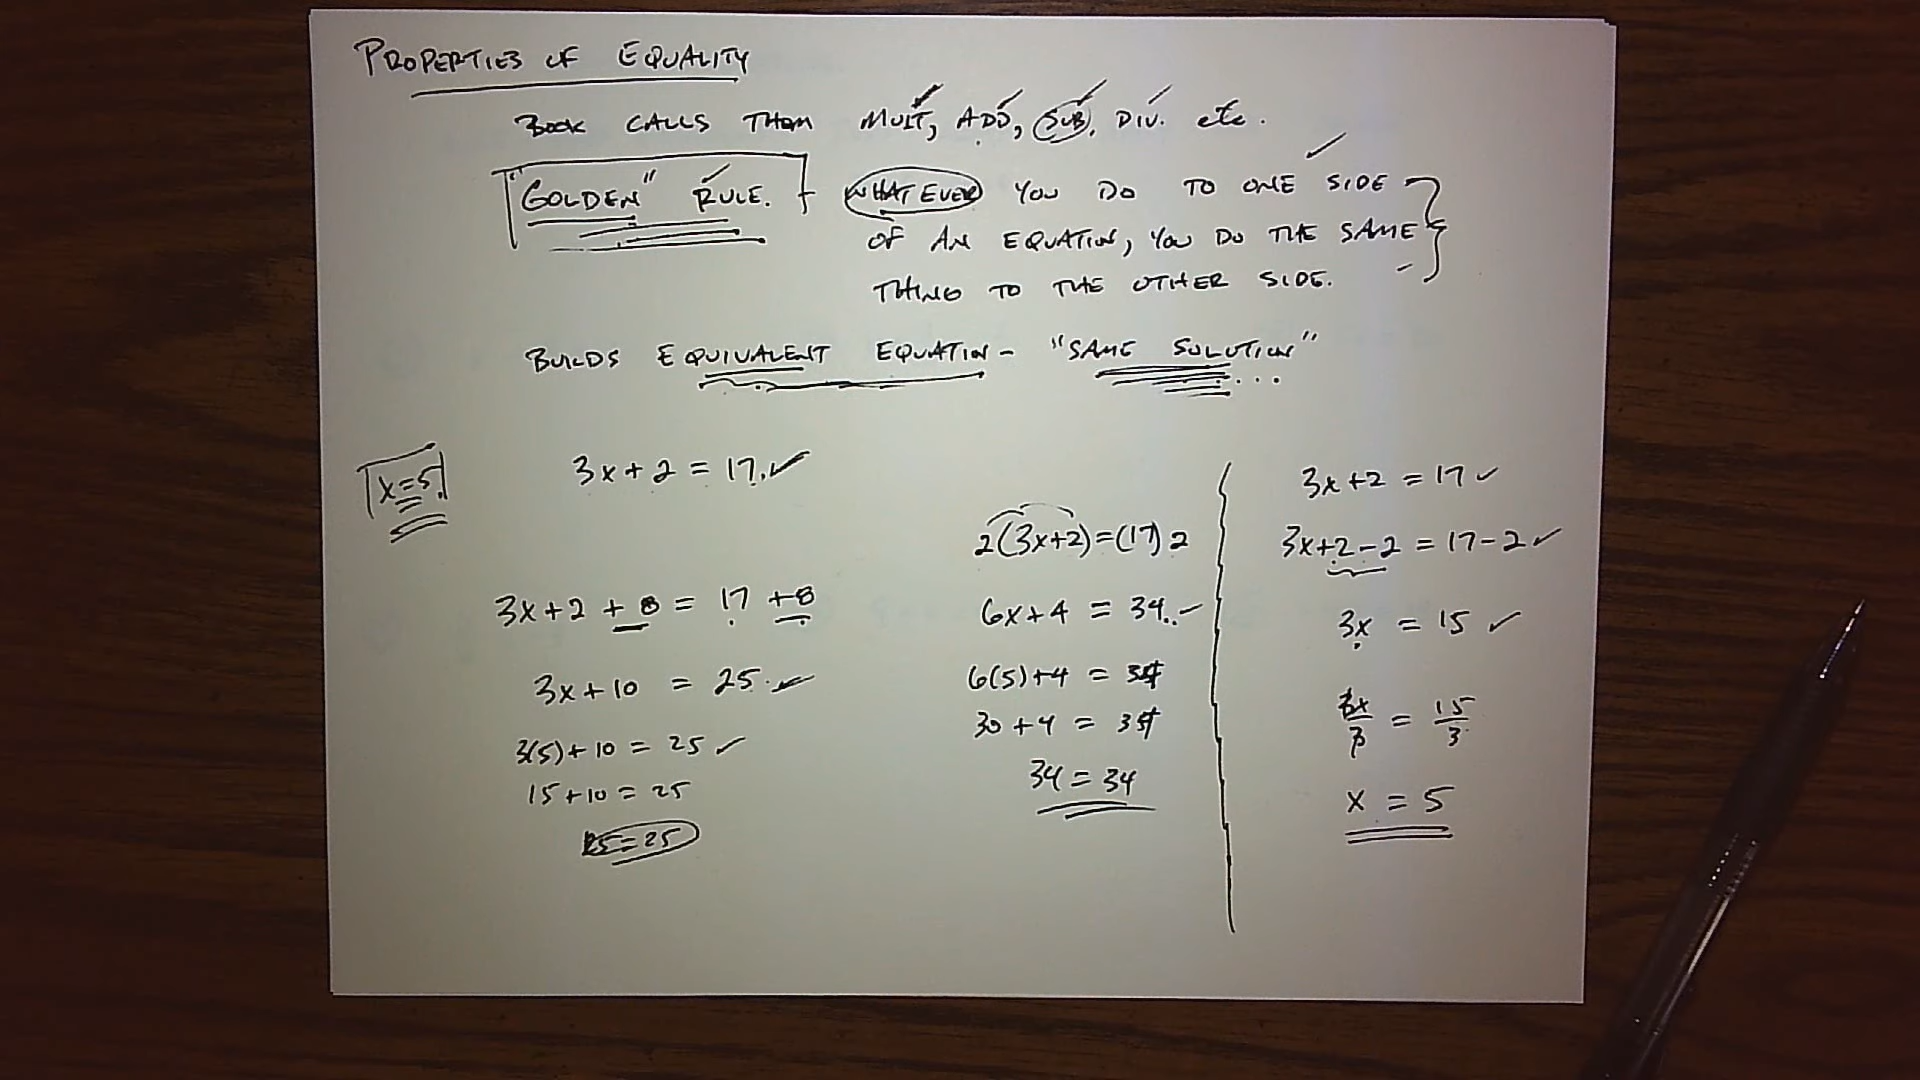 PROPERTIES OF EQUALITY
BOOK CALLS THEM MULT, ADD, SUB, DIV. etc.
"GOLDEN" RULE. - WHATEVER YOU DO TO ONE SIDE
OF AN EQUATION, YOU DO THE SAME
THING TO THE OTHER SIDE.
BUILDS EQUIVALENT EQUATION - "SAME SOLUTION" ...
x=5.
3x+2 = 17. ✓
3x+2 + 8 = 17 +8
3x+10 = 25. ✓
3(5)+10 = 25 ✓
15+10 = 25
25=25
2(3x+2)=(17)2
6x+4 = 34.. ✓
6(5)+4 = 34
30+4 = 34
34 = 34
3x+2 = 17 ✓
3x+2-2 = 17-2 ✓
3x = 15 ✓
3x/3 = 15/3
x = 5